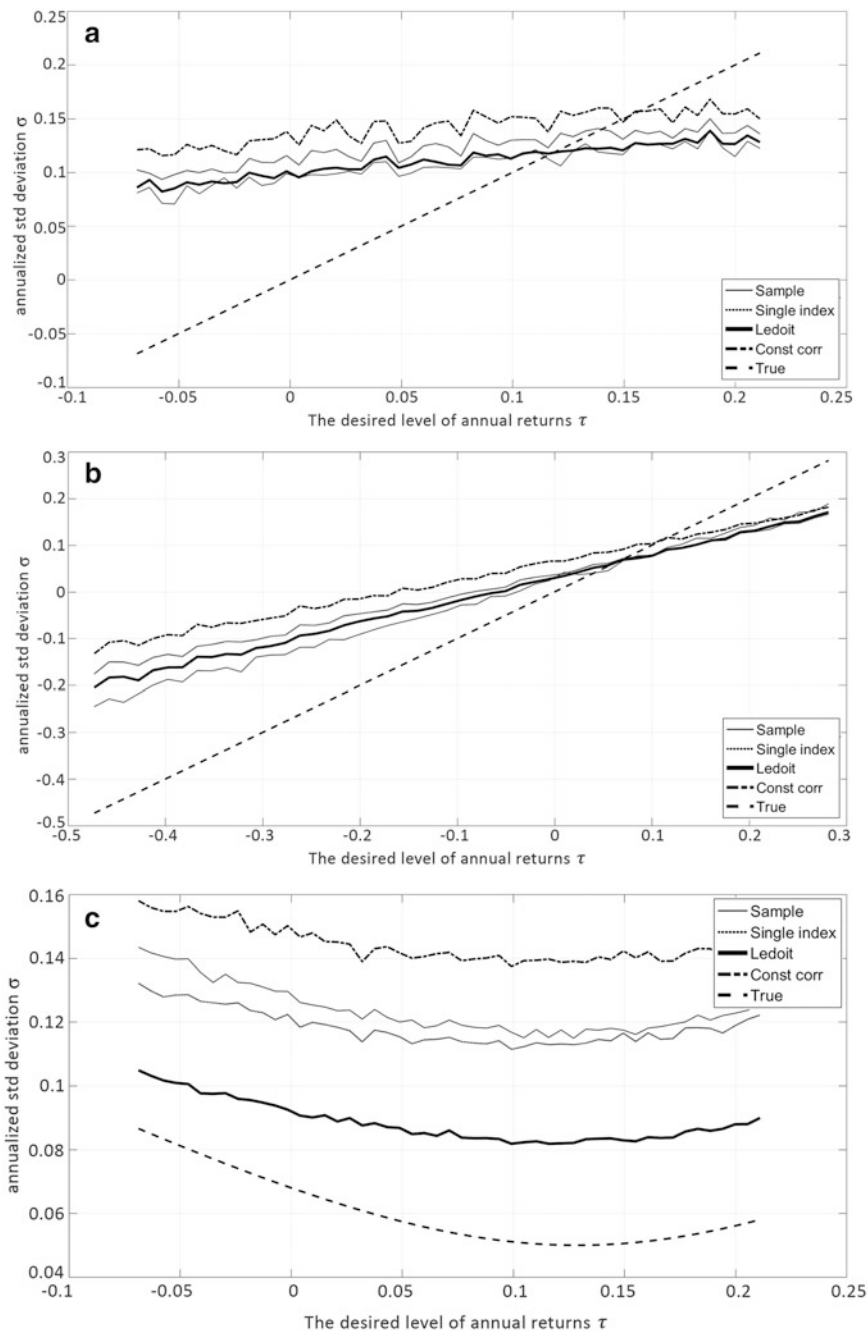 a
0.25
0.2
0.15
0.1
0.05
0
-0.05
-0.1
annualized std deviation σ
Sample
Single index
Ledoit
Const corr
True
-0.1 -0.05 0 0.05 0.1 0.15 0.2 0.25
The desired level of annual returns τ
b
0.3
0.2
0.1
0
-0.1
-0.2
-0.3
-0.4
-0.5
annualized std deviation σ
Sample
Single index
Ledoit
Const corr
True
-0.5 -0.4 -0.3 -0.2 -0.1 0 0.1 0.2 0.3
The desired level of annual returns τ
c
0.16
0.14
0.12
0.1
0.08
0.06
0.04
annualized std deviation σ
Sample
Single index
Ledoit
Const corr
True
-0.1 -0.05 0 0.05 0.1 0.15 0.2 0.25
The desired level of annual returns τ